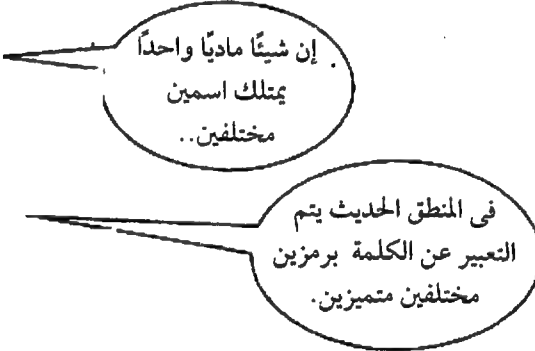 إن شيئًا ماديًا واحدًا
يمتلك اسمين
مختلفين..
فى المنطق الحديث يتم
التعبير عن الكلمة برمزين
مختلفين متميزين.